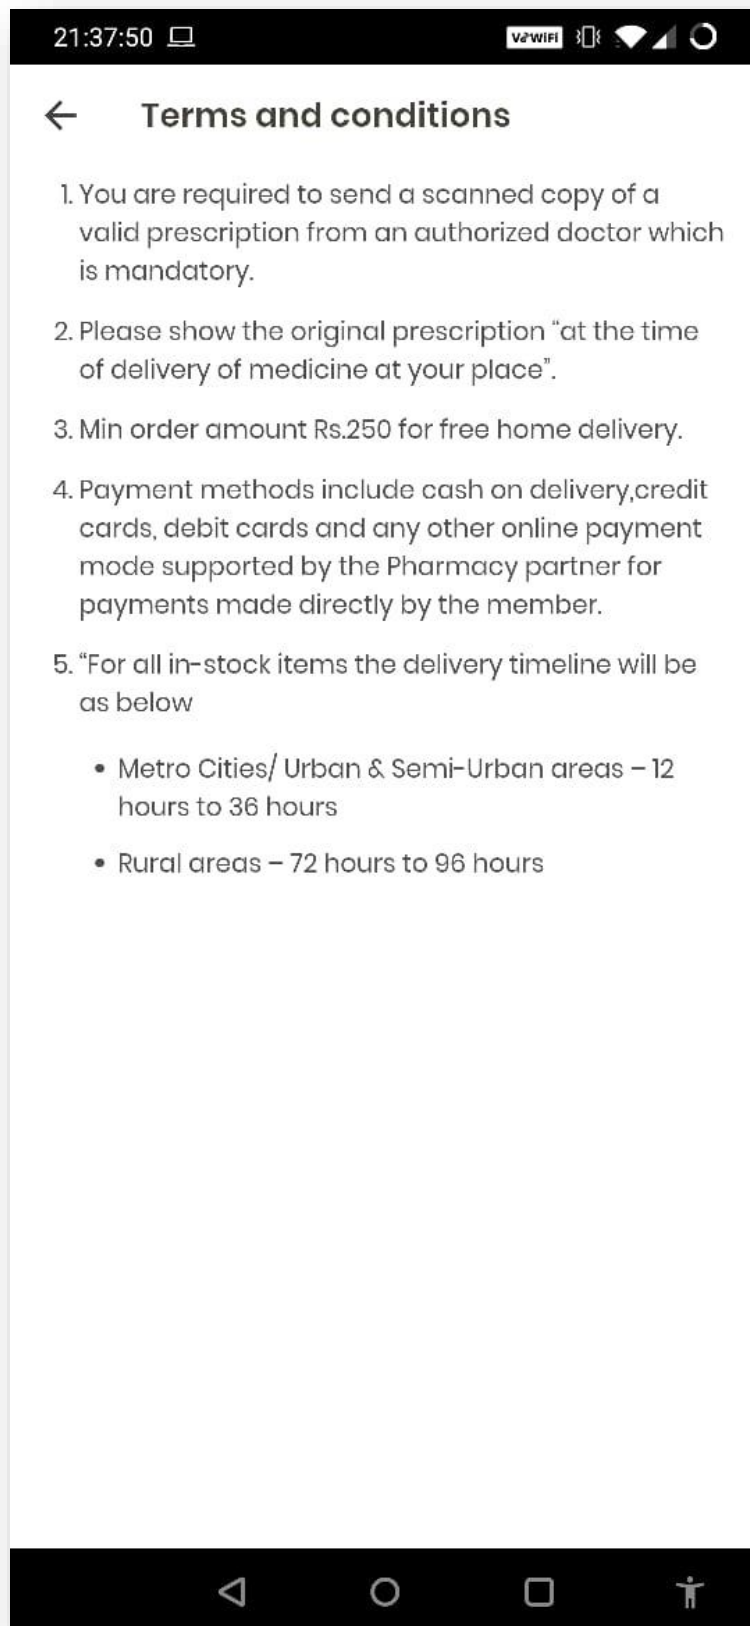 21:37:50
VoWiFi
Terms and conditions
1. You are required to send a scanned copy of a
valid prescription from an authorized doctor which
is mandatory.
2. Please show the original prescription “at the time
of delivery of medicine at your place”.
3. Min order amount Rs.250 for free home delivery.
4. Payment methods include cash on delivery,credit
cards, debit cards and any other online payment
mode supported by the Pharmacy partner for
payments made directly by the member.
5. “For all in-stock items the delivery timeline will be
as below
• Metro Cities/ Urban & Semi-Urban areas – 12
hours to 36 hours
• Rural areas – 72 hours to 96 hours